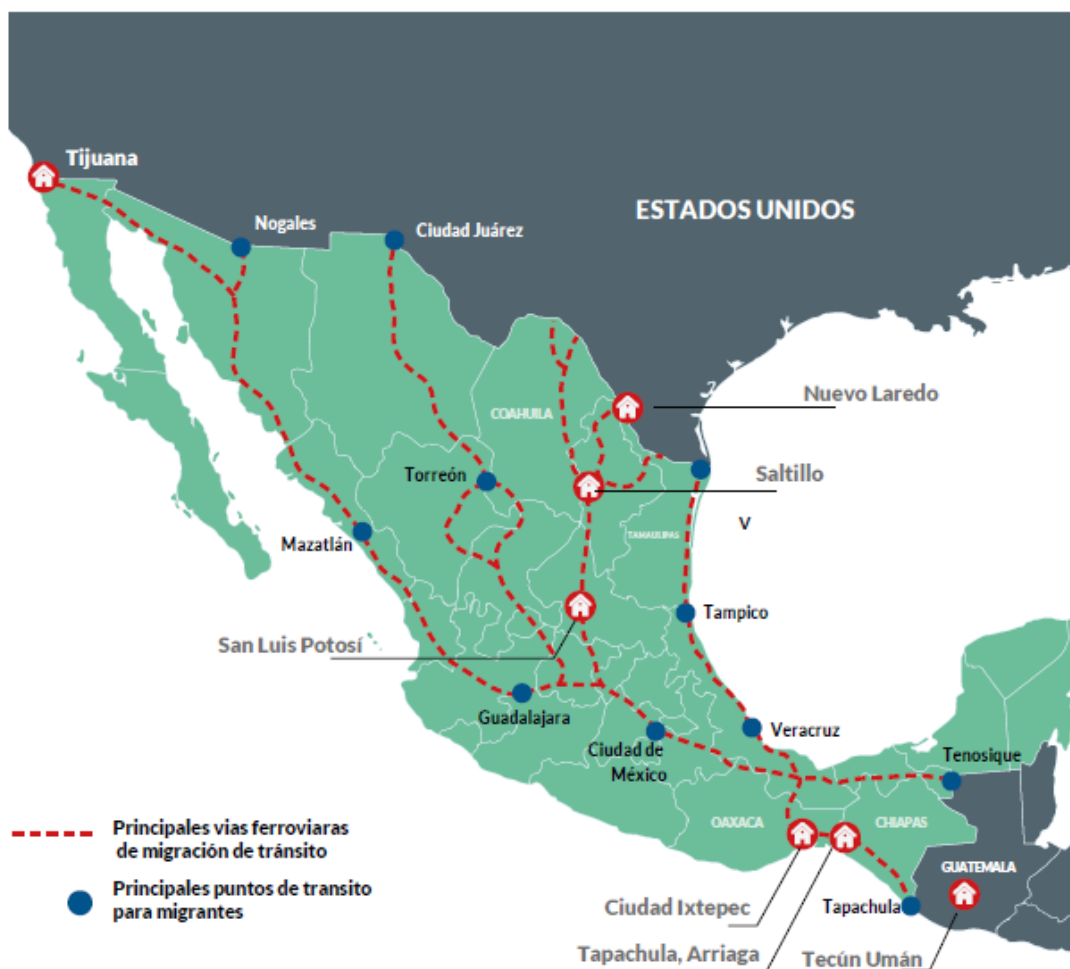 Tijuana
Nogales
Ciudad Juárez
ESTADOS UNIDOS
Nuevo Laredo
COAHUILA
Torreón
Saltillo
V
TAMAULIPAS
Mazatlán
Tampico
San Luis Potosí
Guadalajara
Veracruz
Ciudad de
México
Tenosique
OAXACA
CHIAPAS
Principales vias ferroviaras
de migración de tránsito
GUATEMALA
Principales puntos de transito
para migrantes
Ciudad Ixtepec
Tapachula
Tapachula, Arriaga
Tecún Umán